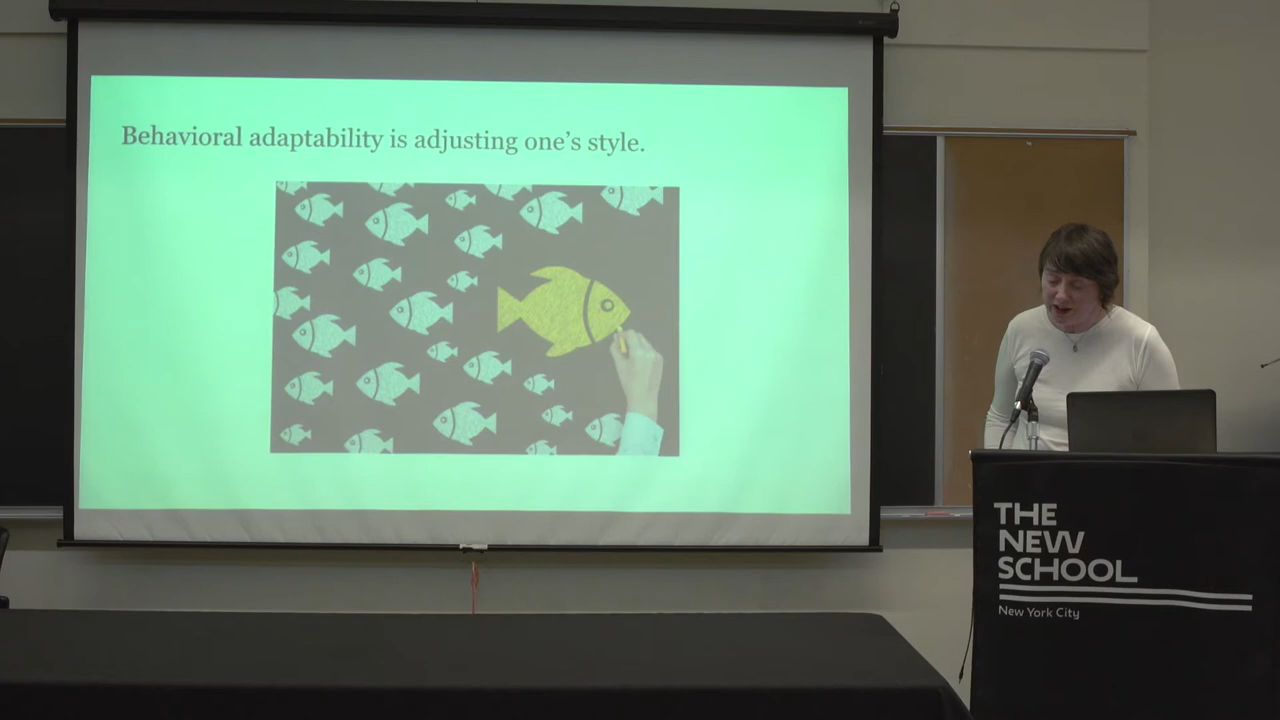 Behavioral adaptability is adjusting one's style.
THE
NEW
SCHOOL
New York City